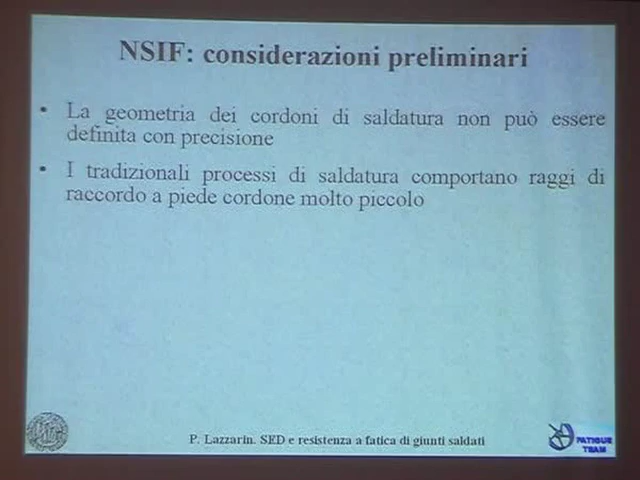 NSIF: considerazioni preliminari
• La geometria dei cordoni di saldatura non può essere
definita con precisione
• I tradizionali processi di saldatura comportano raggi di
raccordo a piede cordone molto piccolo
P. Lazzarin. SED e resistenza a fatica di giunti saldati
FATIGUE
TEAM